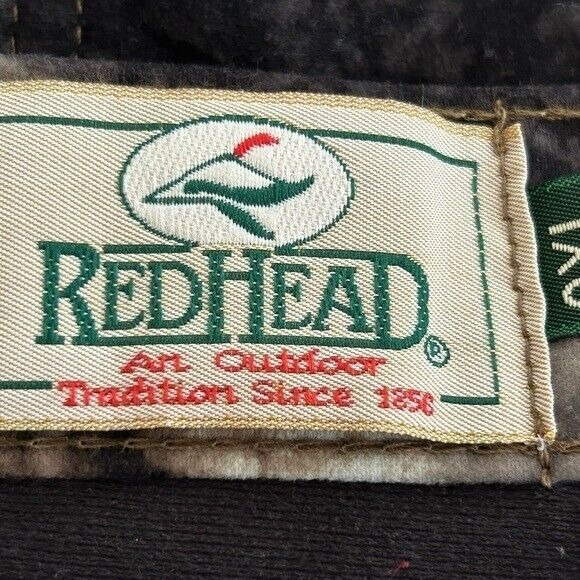 REDHEAD®
An Outdoor
Tradition Since 1856